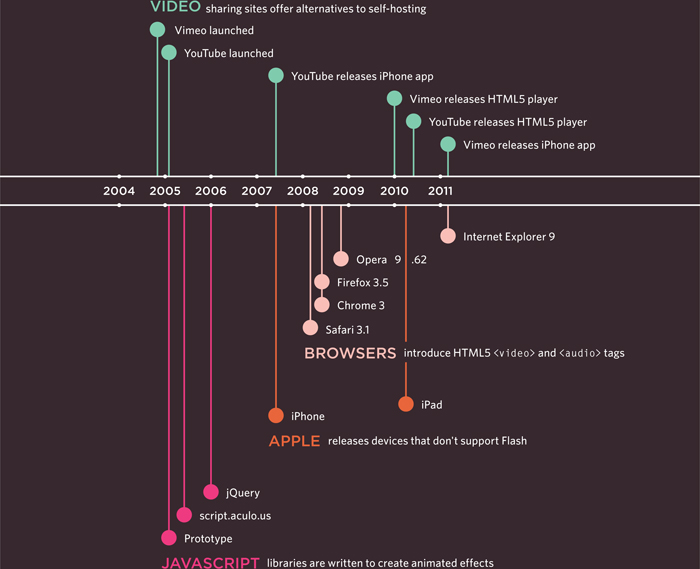 VIDEO sharing sites offer alternatives to self-hosting
Vimeo launched
YouTube launched
YouTube releases iPhone app
Vimeo releases HTML5 player
YouTube releases HTML5 player
Vimeo releases iPhone app
2004 2005 2006 2007 2008 2009 2010 2011
Internet Explorer 9
Opera 9 .62
Firefox 3.5
Chrome 3
Safari 3.1
BROWSERS introduce HTML5 <video> and <audio> tags
iPad
iPhone
APPLE releases devices that don't support Flash
jQuery
script.aculo.us
Prototype
JAVASCRIPT libraries are written to create animated effects